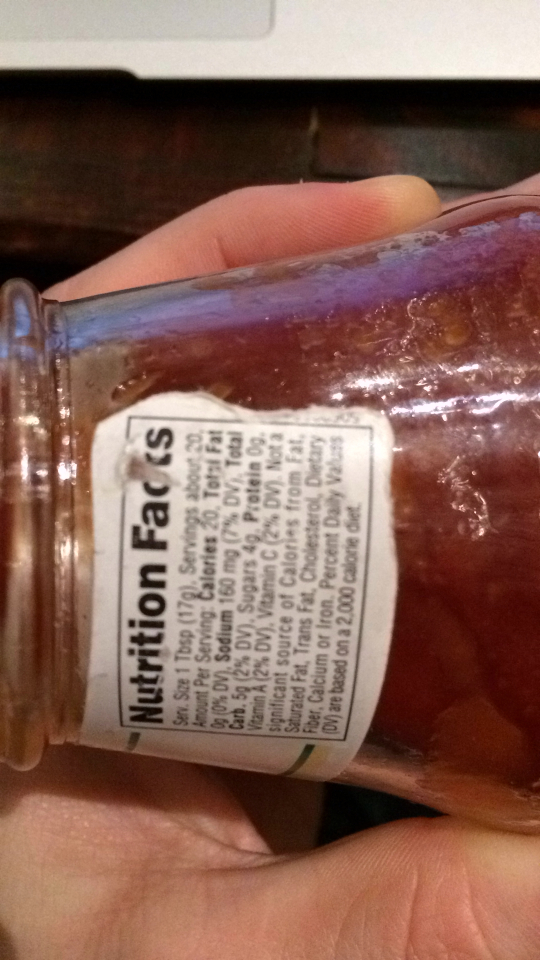 Nutrition Facts
Serv. Size 1 Tbsp (17g), Servings about 20,
Amount Per Serving: Calories 20, Total Fat
0g (0% DV), Sodium 160 mg (7% DV), Total
Carb. 5g (2% DV), Sugars 4g, Protein 0g,
Vitamin A (2% DV), Vitamin C (2% DV). Not a
significant source of Calories from Fat,
Saturated Fat, Trans Fat, Cholesterol, Dietary
Fiber, Calcium or Iron. Percent Daily Values
(DV) are based on a 2,000 calorie diet.